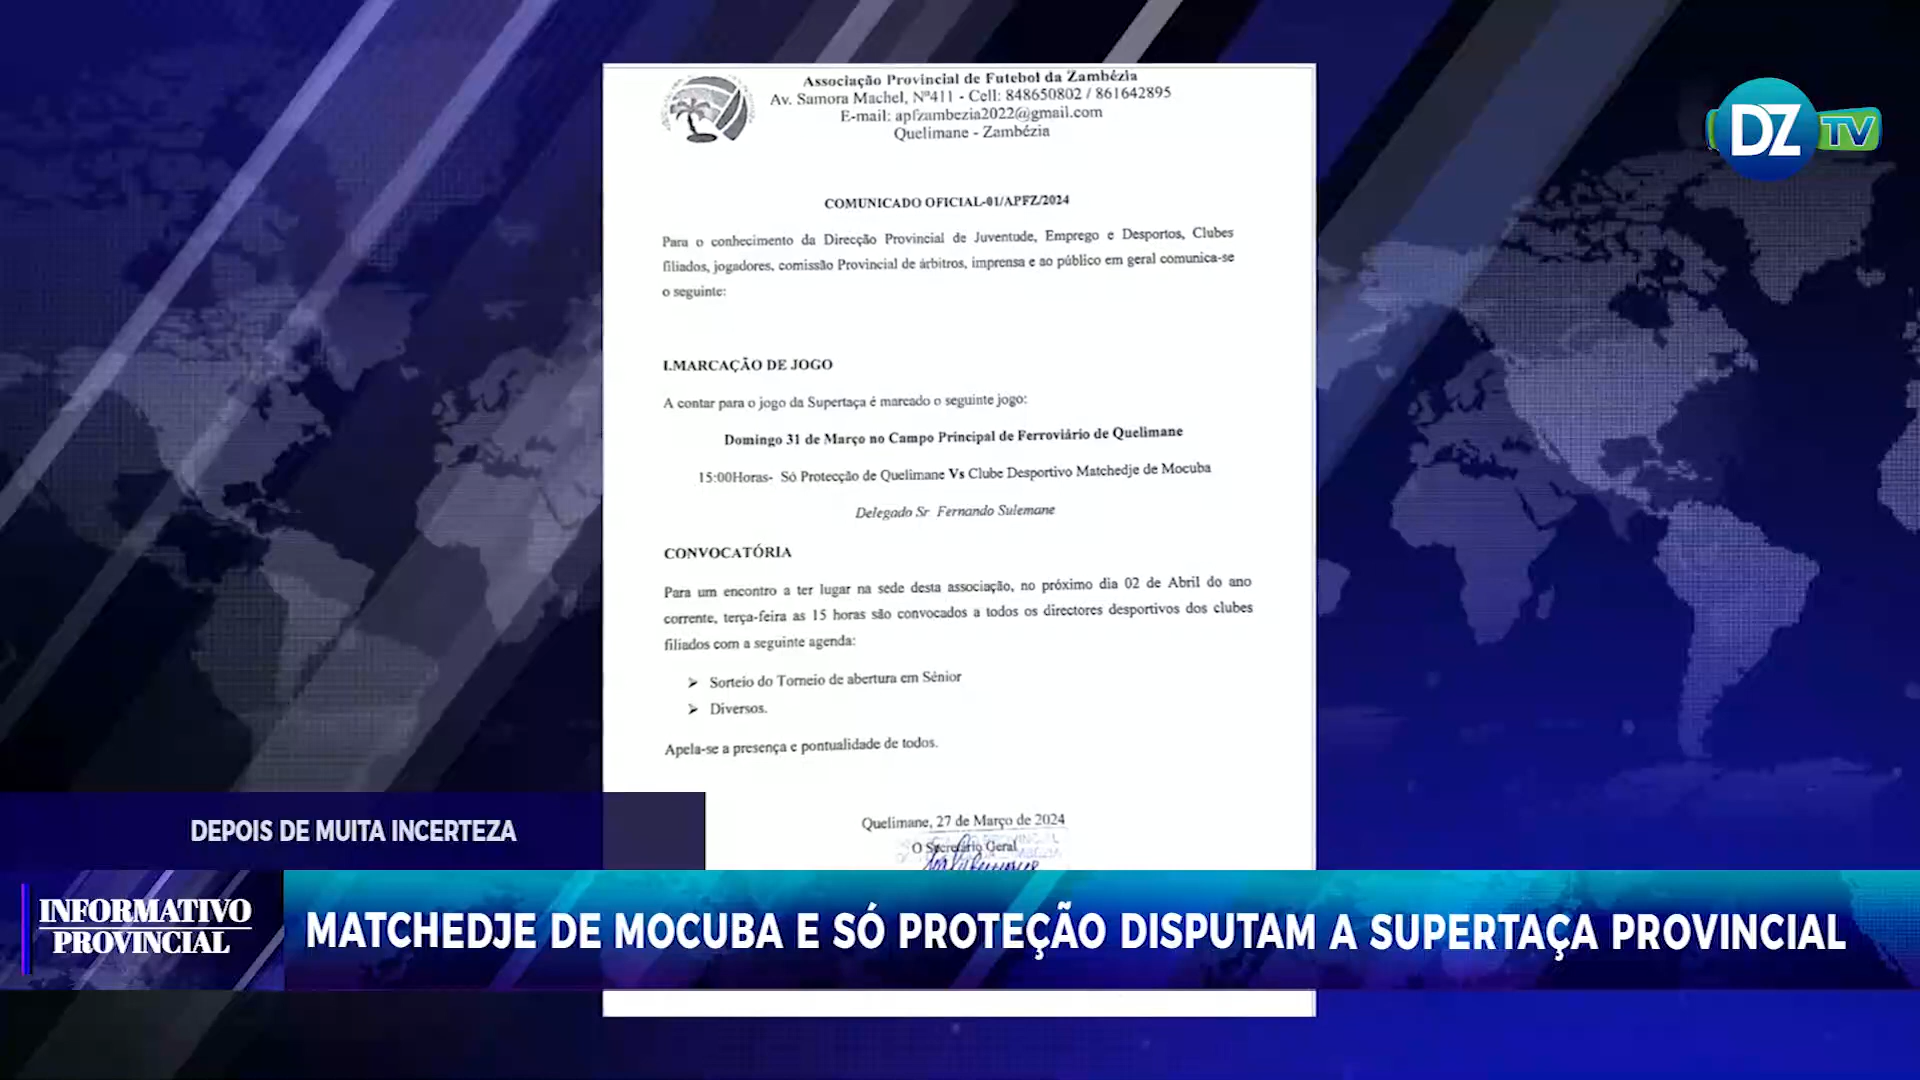 Associação Provincial de Futebol da Zambézia
Av. Samora Machel, Nº411 - Cell: 848650802 / 861642895
E-mail: apfzambezia2022@gmail.com
Quelimane - Zambézia
DZ TV
COMUNICADO OFICIAL-01/APFZ/2024
Para o conhecimento da Direcção Provincial de Juventude, Emprego e Desportos, Clubes
filiados, jogadores, comissão Provincial de árbitros, imprensa e ao público em geral comunica-se
o seguinte:
I.MARCAÇÃO DE JOGO
A contar para o jogo da Supertaça é marcado o seguinte jogo:
Domingo 31 de Março no Campo Principal de Ferroviário de Quelimane
15:00Horas- Só Protecção de Quelimane Vs Clube Desportivo Matchedje de Mocuba
Delegado Sr Fernando Sulemane
CONVOCATÓRIA
Para um encontro a ter lugar na sede desta associação, no próximo dia 02 de Abril do ano
corrente, terça-feira as 15 horas são convocados a todos os directores desportivos dos clubes
filiados com a seguinte agenda:
➤ Sorteio do Torneio de abertura em Sénior
➤ Diversos.
Apela-se a presença e pontualidade de todos.
Quelimane, 27 de Março de 2024
O Secretário Geral
DEPOIS DE MUITA INCERTEZA
INFORMATIVO
PROVINCIAL
MATCHEDJE DE MOCUBA E SÓ PROTEÇÃO DISPUTAM A SUPERTAÇA PROVINCIAL